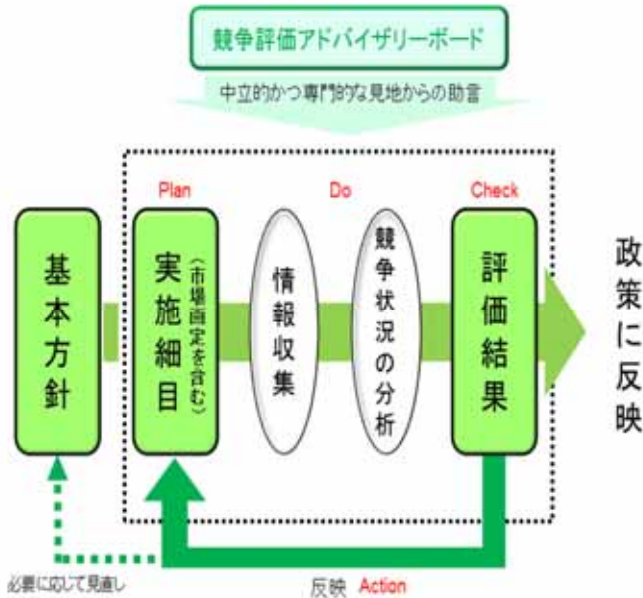 競争評価アドバイザリーボード
中立的かつ専門的な見地からの助言
Plan
Do
Check
基本方針
実施細目
(市場画定を含む)
情報収集
競争状況の分析
評価結果
政策に反映
必要に応じて見直し
反映 Action